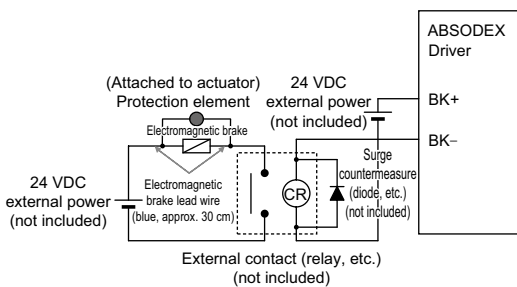 ABSODEX
Driver
(Attached to actuator)
Protection element
24 VDC
external power
(not included)
BK+
Electromagnetic brake
BK−
24 VDC
external power
(not included)
Electromagnetic
brake lead wire
(blue, approx. 30 cm)
CR
Surge
countermeasure
(diode, etc.)
(not included)
External contact (relay, etc.)
(not included)